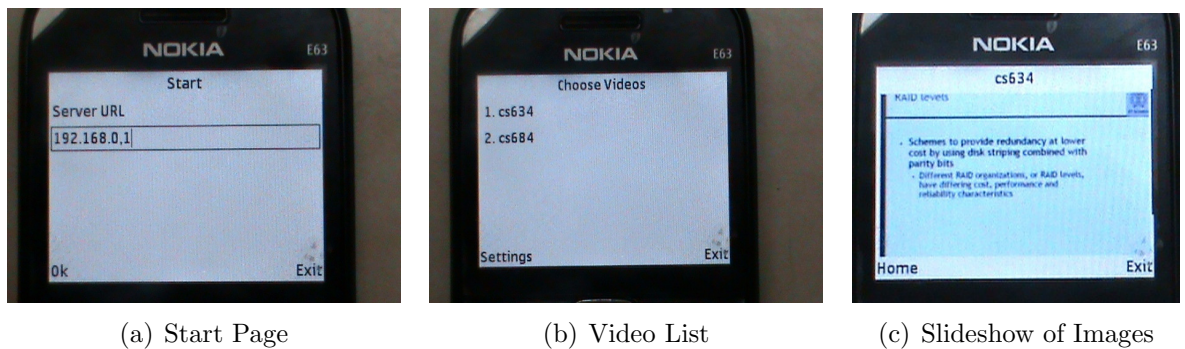 NOKIA E63
Start
Server URL
192.168.0,1
Ok Exit
(a) Start Page
NOKIA E63
Choose Videos
1. cs634
2. cs684
Settings Exit
(b) Video List
NOKIA E63
cs634
RAID levels
• Schemes to provide redundancy at lower
cost by using disk striping combined with
parity bits
• Different RAID organizations, or RAID levels,
have differing cost, performance and
reliability characteristics
Home Exit
(c) Slideshow of Images